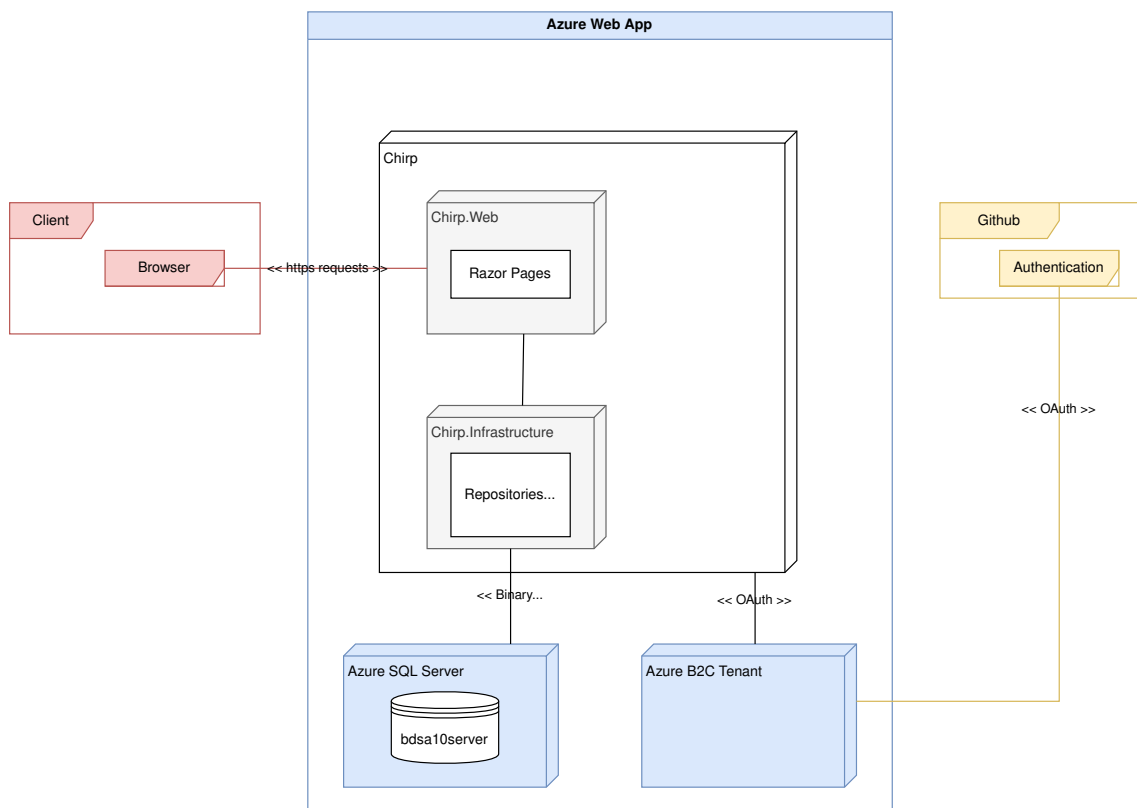 Azure Web App
Chirp
Client
Browser
<< https requests >>
Chirp.Web
Razor Pages
Github
Authentication
<< OAuth >>
Chirp.Infrastructure
Repositories...
<< Binary...
<< OAuth >>
Azure SQL Server
bdsa10server
Azure B2C Tenant